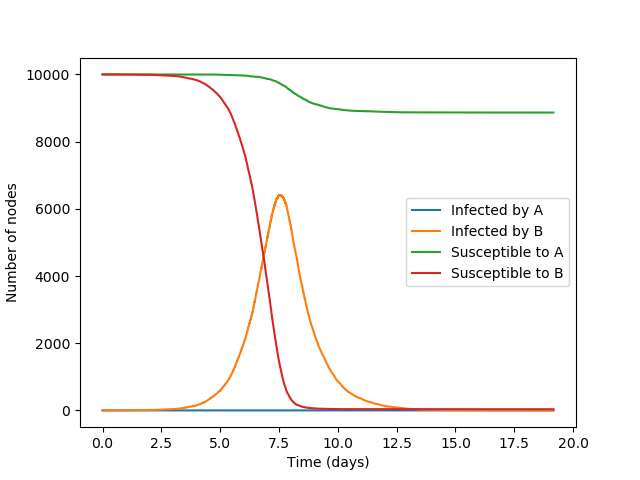 Number of nodes
10000
8000
6000
4000
2000
0
Infected by A
Infected by B
Susceptible to A
Susceptible to B
0.0 2.5 5.0 7.5 10.0 12.5 15.0 17.5 20.0
Time (days)